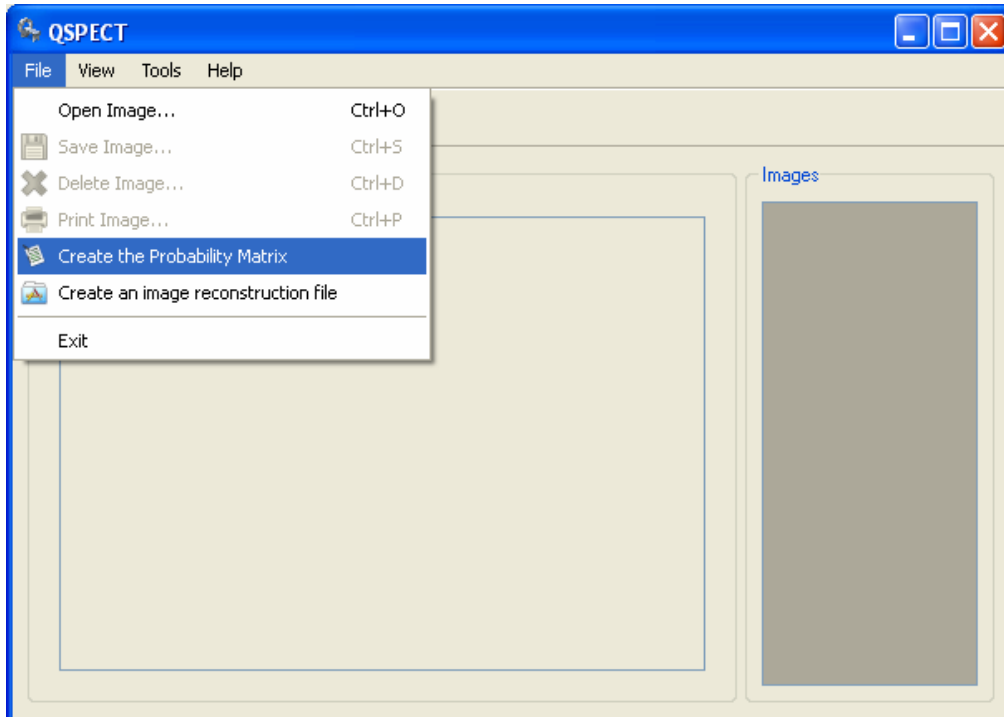 QSPECT
File View Tools Help
Open Image... Ctrl+O
Save Image... Ctrl+S
Delete Image... Ctrl+D
Print Image... Ctrl+P
Create the Probability Matrix
Create an image reconstruction file
Exit
Images